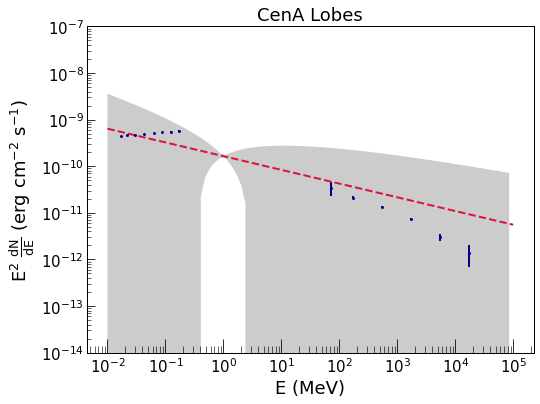 CenA Lobes
E² dN/dE (erg cm⁻² s⁻¹)
10⁻⁷
10⁻⁸
10⁻⁹
10⁻¹⁰
10⁻¹¹
10⁻¹²
10⁻¹³
10⁻¹⁴
10⁻² 10⁻¹ 10⁰ 10¹ 10² 10³ 10⁴ 10⁵
E (MeV)